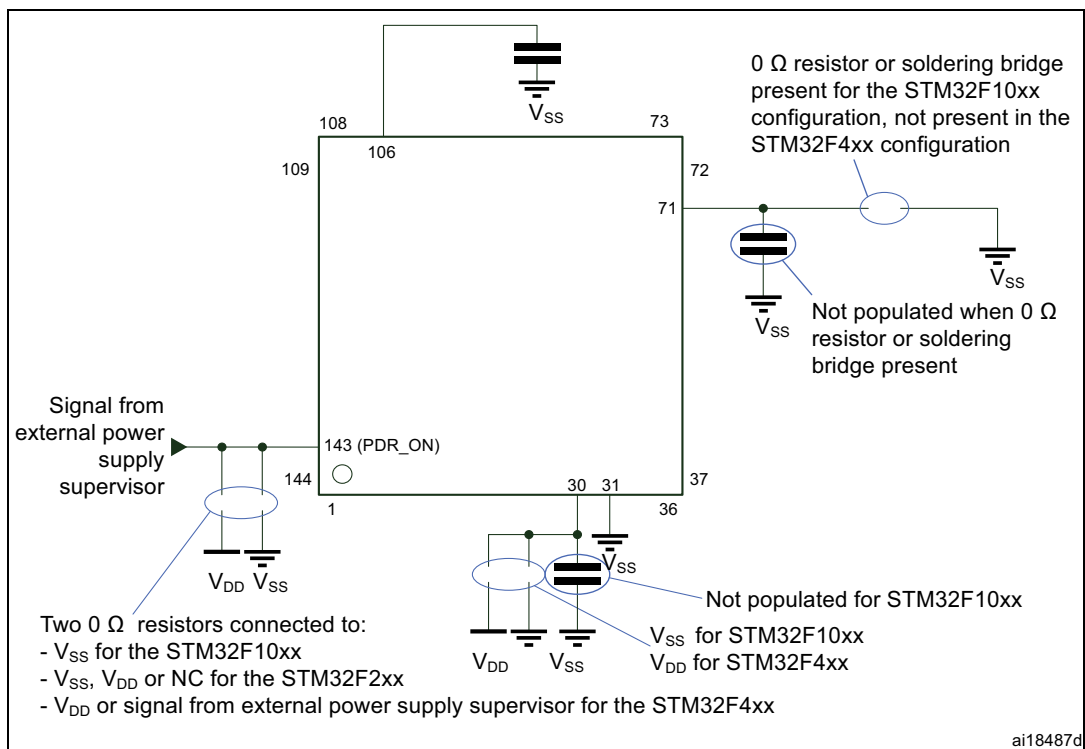 V_SS
0 Ω resistor or soldering bridge
present for the STM32F10xx
configuration, not present in the
STM32F4xx configuration
108
73
106
109
72
71
V_SS
V_SS
Not populated when 0 Ω
resistor or soldering
bridge present
Signal from
external power
supply
supervisor
143 (PDR_ON)
144
30
31
37
1
36
V_SS
V_DD
V_SS
Not populated for STM32F10xx
V_DD
V_SS
V_SS for STM32F10xx
V_DD for STM32F4xx
Two 0 Ω resistors connected to:
- V_SS for the STM32F10xx
- V_SS, V_DD or NC for the STM32F2xx
- V_DD or signal from external power supply supervisor for the STM32F4xx
ai18487d